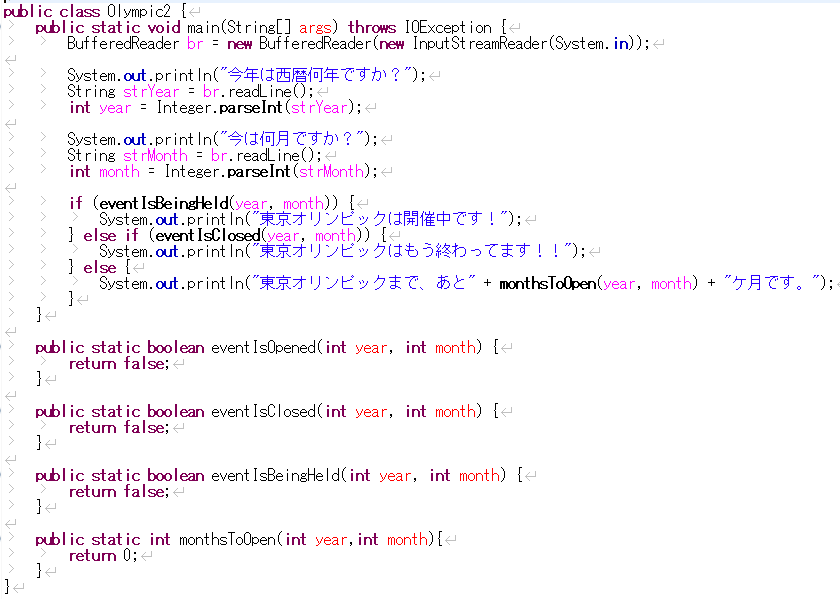 public class Olympic2 {
public static void main(String[] args) throws IOException {
BufferedReader br = new BufferedReader(new InputStreamReader(System.in));
System.out.println("今年は西暦何年ですか？");
String strYear = br.readLine();
int year = Integer.parseInt(strYear);
System.out.println("今は何月ですか？");
String strMonth = br.readLine();
int month = Integer.parseInt(strMonth);
if (eventIsBeingHeld(year, month)) {
System.out.println("東京オリンピックは開催中です！");
} else if (eventIsClosed(year, month)) {
System.out.println("東京オリンピックはもう終わってます！！");
} else {
System.out.println("東京オリンピックまで、あと" + monthsToOpen(year, month) + "ケ月です。");
}
}
public static boolean eventIsOpened(int year, int month) {
return false;
}
public static boolean eventIsClosed(int year, int month) {
return false;
}
public static boolean eventIsBeingHeld(int year, int month) {
return false;
}
public static int monthsToOpen(int year,int month){
return 0;
}
}